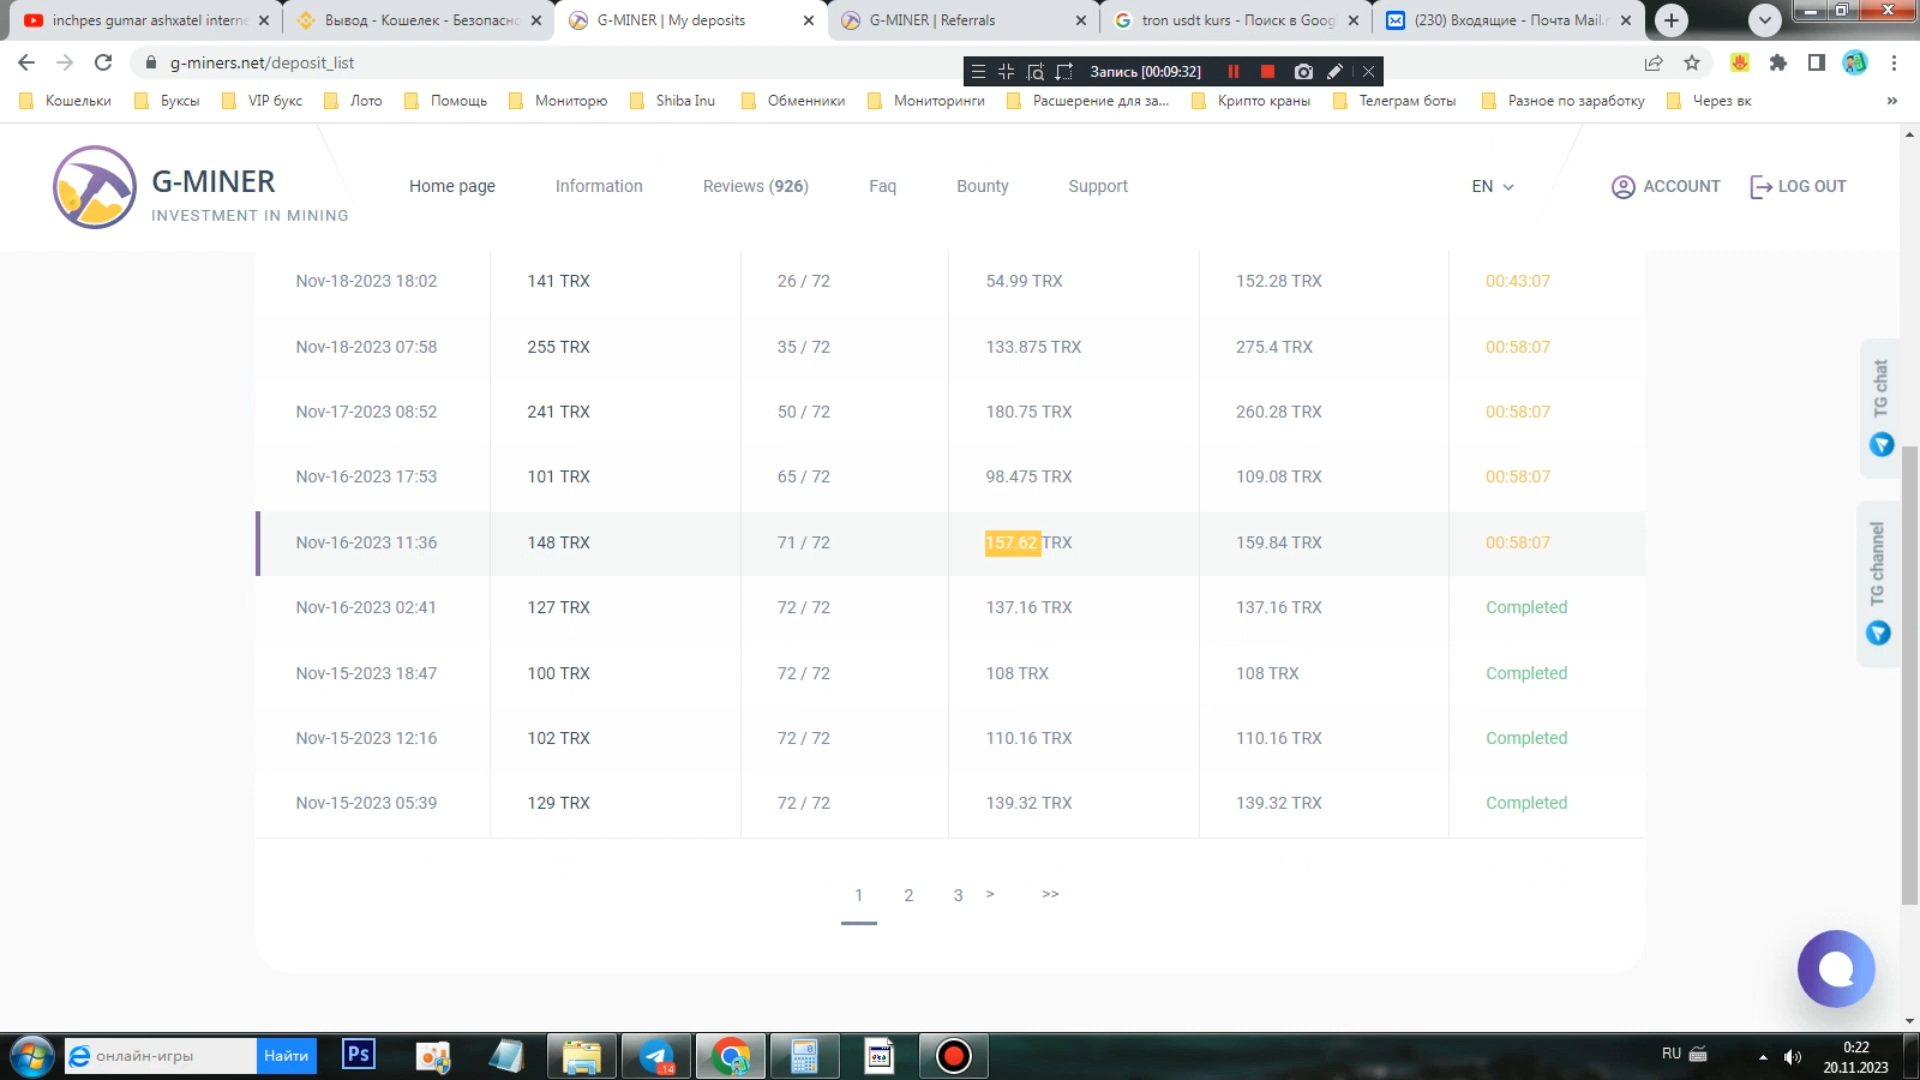 inchpes gumar ashxatel interne
Вывод - Кошелек - Безопасно
G-MINER | My deposits
G-MINER | Referrals
tron usdt kurs - Поиск в Goog
(230) Входящие - Почта Mail.r
g-miners.net/deposit_list
Запись [00:09:32]
Кошельки
Буксы
VIP букс
Лото
Помощь
Мониторю
Shiba Inu
Обменники
Мониторинги
Расшерение для за...
Крипто краны
Телеграм боты
Разное по заработку
Через вк
»
G-MINER
INVESTMENT IN MINING
Home page
Information
Reviews (926)
Faq
Bounty
Support
EN
ACCOUNT
LOG OUT
Nov-18-2023 18:02 141 TRX 26 / 72 54.99 TRX 152.28 TRX 00:43:07
Nov-18-2023 07:58 255 TRX 35 / 72 133.875 TRX 275.4 TRX 00:58:07
Nov-17-2023 08:52 241 TRX 50 / 72 180.75 TRX 260.28 TRX 00:58:07
Nov-16-2023 17:53 101 TRX 65 / 72 98.475 TRX 109.08 TRX 00:58:07
Nov-16-2023 11:36 148 TRX 71 / 72 157.62 TRX 159.84 TRX 00:58:07
Nov-16-2023 02:41 127 TRX 72 / 72 137.16 TRX 137.16 TRX Completed
Nov-15-2023 18:47 100 TRX 72 / 72 108 TRX 108 TRX Completed
Nov-15-2023 12:16 102 TRX 72 / 72 110.16 TRX 110.16 TRX Completed
Nov-15-2023 05:39 129 TRX 72 / 72 139.32 TRX 139.32 TRX Completed
TG chat
TG channel
1 2 3 > >>
онлайн-игры
Найти
Ps
14
RU
0:22
20.11.2023